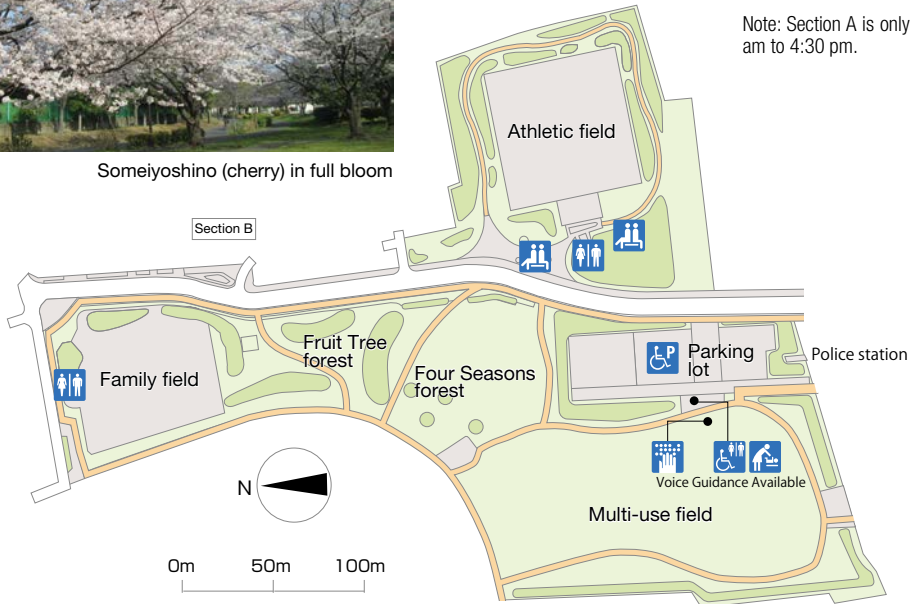 Note: Section A is only
am to 4:30 pm.
Athletic field
Someiyoshino (cherry) in full bloom
Section B
Fruit Tree
forest
Family field
Four Seasons
forest
P
Parking
lot
Police station
Voice Guidance Available
N
Multi-use field
0m 50m 100m